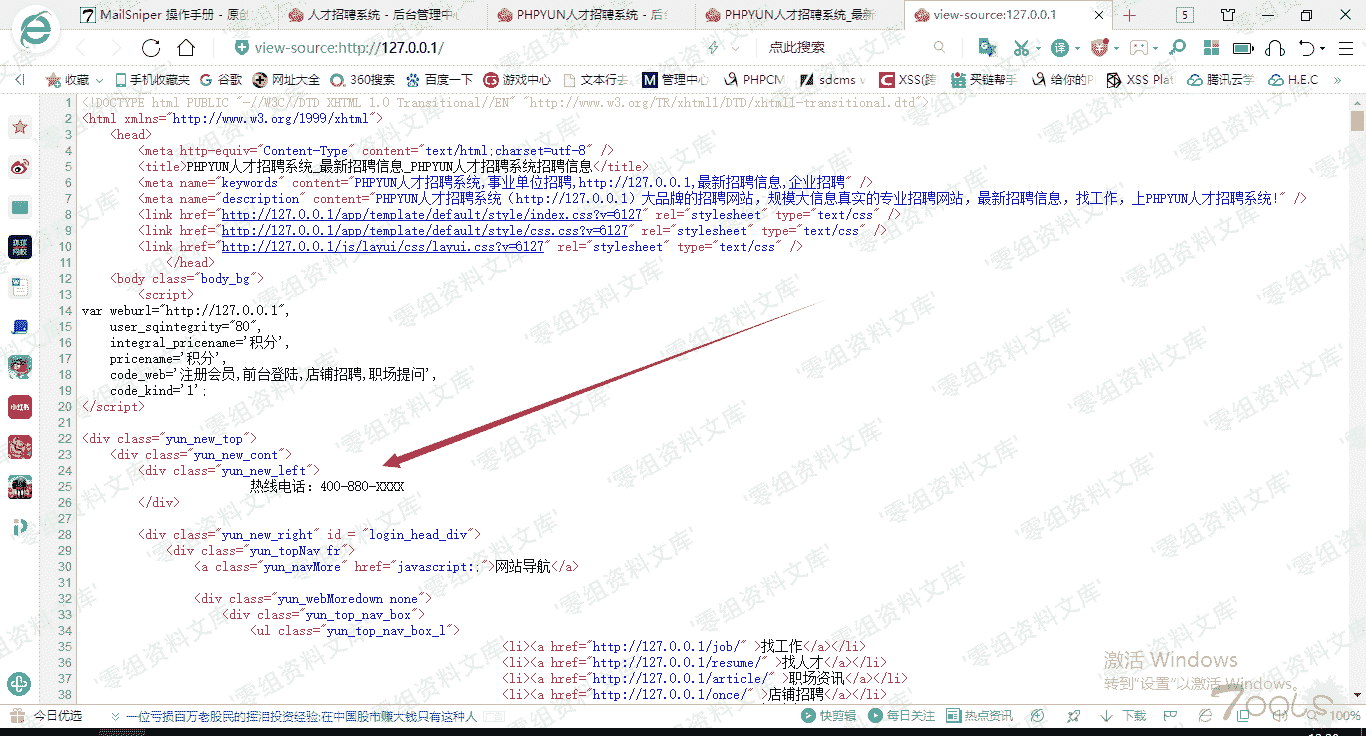 MailSniper 操作手册 - 原创
人才招聘系统 - 后台管理中心
PHPYUN人才招聘系统 - 后台
PHPYUN人才招聘系统_最新
view-source:127.0.0.1
5
view-source:http://127.0.0.1/
点此搜索
译
收藏 手机收藏夹 谷歌 网址大全 360搜索 百度一下 游戏中心 文本行去 管理中心 PHPCM sdcms XSS(跨 买链帮手 给你的P XSS Plat 腾讯云学 H.E.C
1 <!DOCTYPE html PUBLIC "-//W3C//DTD XHTML 1.0 Transitional//EN" "http://www.w3.org/TR/xhtml1/DTD/xhtml1-transitional.dtd">
2 <html xmlns="http://www.w3.org/1999/xhtml">
3 <head>
4 <meta http-equiv="Content-Type" content="text/html;charset=utf-8" />
5 <title>PHPYUN人才招聘系统_最新招聘信息_PHPYUN人才招聘系统招聘信息</title>
6 <meta name="keywords" content="PHPYUN人才招聘系统,事业单位招聘,http://127.0.0.1,最新招聘信息,企业招聘" />
7 <meta name="description" content="PHPYUN人才招聘系统（http://127.0.0.1）大品牌的招聘网站，规模大信息真实的专业招聘网站，最新招聘信息，找工作，上PHPYUN人才招聘系统!" />
8 <link href="http://127.0.0.1/app/template/default/style/index.css?v=6127" rel="stylesheet" type="text/css" />
9 <link href="http://127.0.0.1/app/template/default/style/css.css?v=6127" rel="stylesheet" type="text/css" />
10 <link href="http://127.0.0.1/js/layui/css/layui.css?v=6127" rel="stylesheet" type="text/css" />
11 </head>
12 <body class="body_bg">
13 <script>
14 var weburl="http://127.0.0.1",
15 user_sqintegrity="80",
16 integral_pricename='积分',
17 pricename='积分',
18 code_web='注册会员,前台登陆,店铺招聘,职场提问',
19 code_kind='1';
20 </script>
21
22 <div class="yun_new_top">
23 <div class="yun_new_cont">
24 <div class="yun_new_left">
25 热线电话：400-880-XXXX
26 </div>
27
28 <div class="yun_new_right" id = "login_head_div">
29 <div class="yun_topNav fr">
30 <a class="yun_navMore" href="javascript:;">网站导航</a>
31
32 <div class="yun_webMoredown none">
33 <div class="yun_top_nav_box">
34 <ul class="yun_top_nav_box_l">
35 <li><a href="http://127.0.0.1/job/" >找工作</a></li>
36 <li><a href="http://127.0.0.1/resume/" >找人才</a></li>
37 <li><a href="http://127.0.0.1/article/" >职场资讯</a></li>
38 <li><a href="http://127.0.0.1/once/" >店铺招聘</a></li>
'零组资料文库'
激活 Windows
转到"设置"以激活 Windows。
7OOLS
今日优选 一位亏损百万老股民的挥泪投资经验:在中国股市赚大钱只有这种人 快剪辑 每日关注 热点资讯 下载 100%